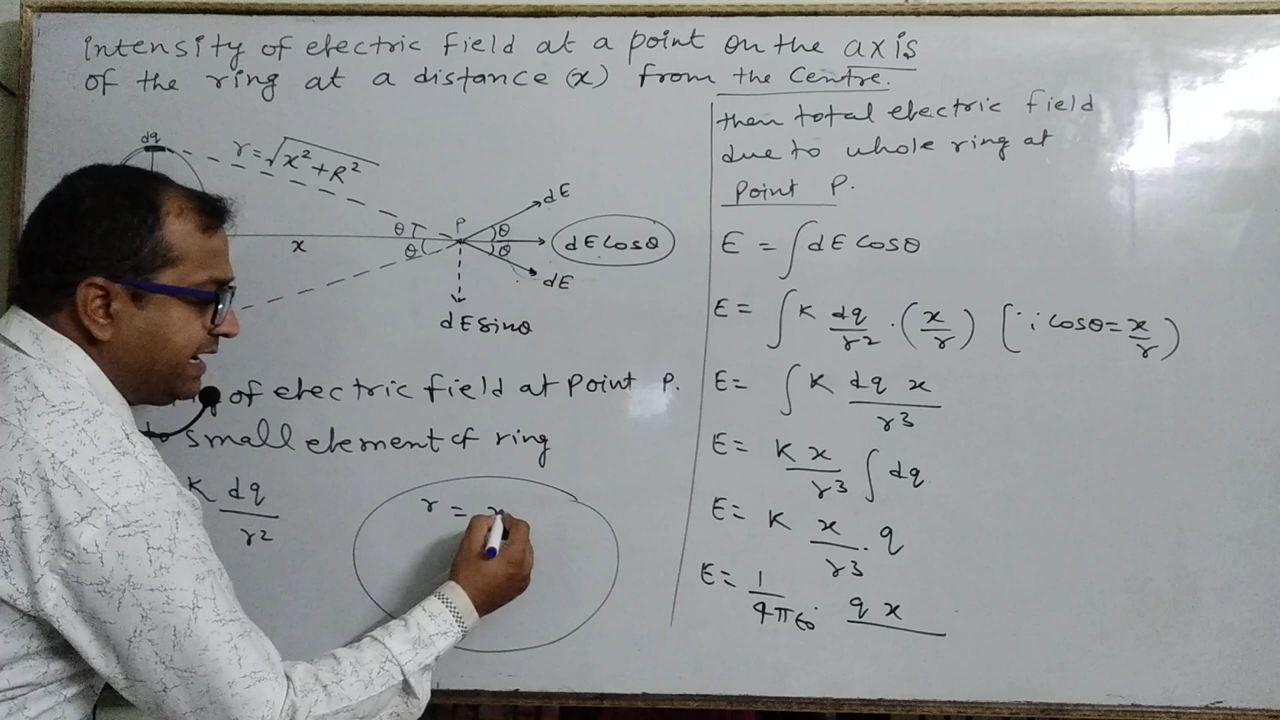 intensity of electric field at a point on the axis
of the ring at a distance (x) from the Centre.
dq
r=√x²+R²
dE
P
θ
θ
dE Cosθ
x
θ
θ
dE
dE sinθ
of electric field at Point P.
to small element of ring
K dq/r²
r =
then total electric field
due to whole ring at
Point P.
E = ∫dE Cosθ
E = ∫ K dq/r² · (x/r) [∵ Cosθ = x/r)
E = ∫ K dq x/r³
E = K x/r³ ∫ dq
E = K x/r³ · q
E = 1/4πε₀ · q x